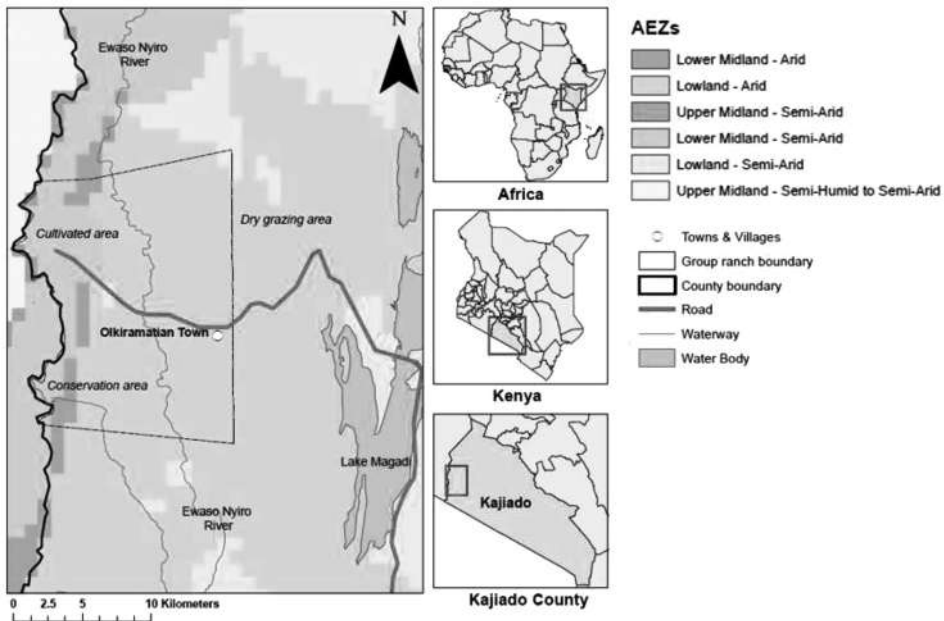 Ewaso Nyiro
River
N
Cultivated area
Dry grazing area
Olkiramatian Town
Conservation area
Lake Magadi
Ewaso Nyiro
River
0 2.5 5 10 Kilometers
Africa
Kenya
Kajiado
Kajiado County
AEZs
Lower Midland - Arid
Lowland - Arid
Upper Midland - Semi-Arid
Lower Midland - Semi-Arid
Lowland - Semi-Arid
Upper Midland - Semi-Humid to Semi-Arid
Towns & Villages
Group ranch boundary
County boundary
Road
Waterway
Water Body